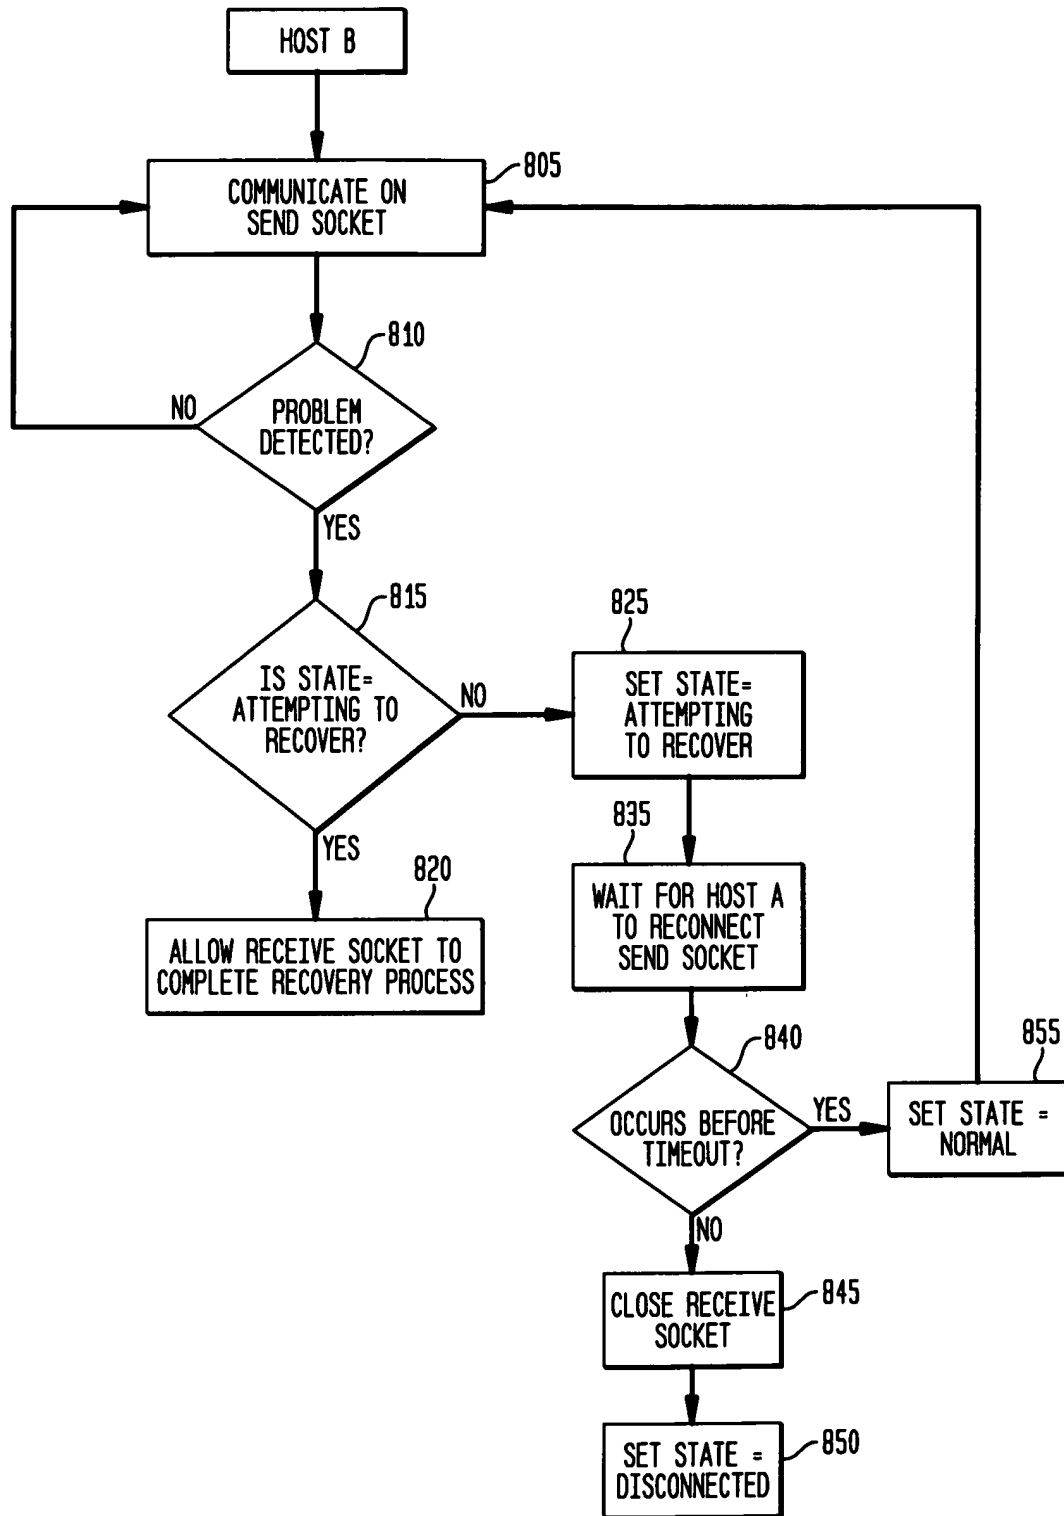 HOST B
805
COMMUNICATE ON
SEND SOCKET
810
NO
PROBLEM
DETECTED?
YES
815
IS STATE=
ATTEMPTING TO
RECOVER?
NO
825
SET STATE=
ATTEMPTING
TO RECOVER
YES
820
ALLOW RECEIVE SOCKET TO
COMPLETE RECOVERY PROCESS
835
WAIT FOR HOST A
TO RECONNECT
SEND SOCKET
840
OCCURS BEFORE
TIMEOUT?
YES
855
SET STATE =
NORMAL
NO
845
CLOSE RECEIVE
SOCKET
850
SET STATE =
DISCONNECTED